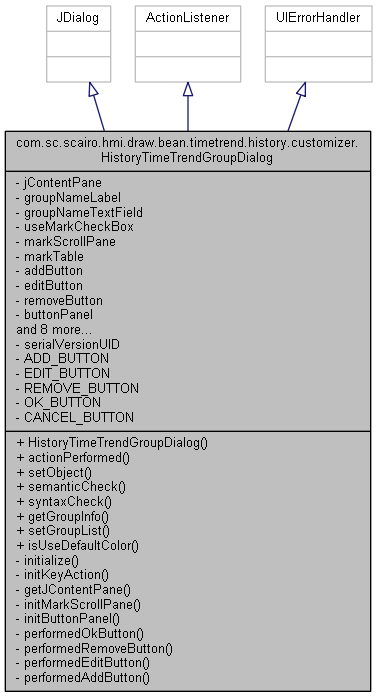 JDialog
ActionListener
UIErrorHandler
com.sc.scairo.hmi.draw.bean.timetrend.history.customizer.
HistoryTimeTrendGroupDialog
- jContentPane
- groupNameLabel
- groupNameTextField
- useMarkCheckBox
- markScrollPane
- markTable
- addButton
- editButton
- removeButton
- buttonPanel
and 8 more...
- serialVersionUID
- ADD_BUTTON
- EDIT_BUTTON
- REMOVE_BUTTON
- OK_BUTTON
- CANCEL_BUTTON
+ HistoryTimeTrendGroupDialog()
+ actionPerformed()
+ setObject()
+ semanticCheck()
+ syntaxCheck()
+ getGroupInfo()
+ setGroupList()
+ isUseDefaultColor()
- initialize()
- initKeyAction()
- getJContentPane()
- initMarkScrollPane()
- initButtonPanel()
- performedOkButton()
- performedRemoveButton()
- performedEditButton()
- performedAddButton()